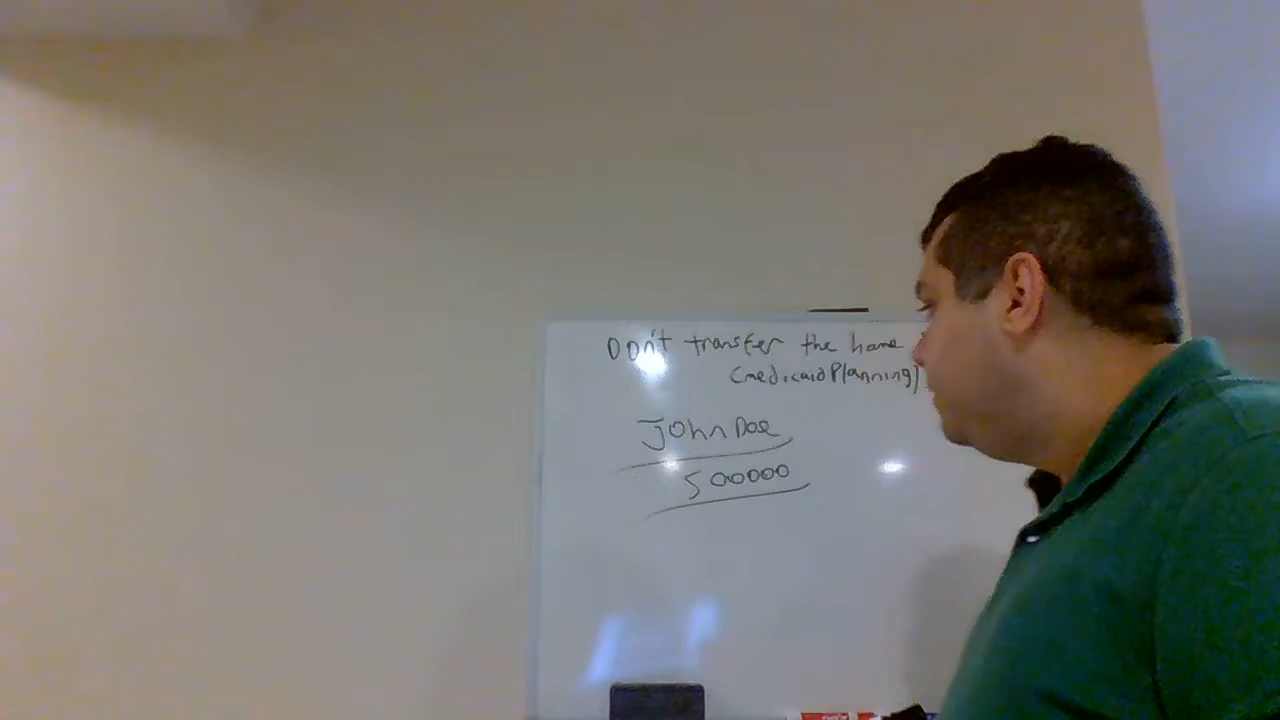 Don't transfer the home
(medicaid Planning)
John Doe
500000